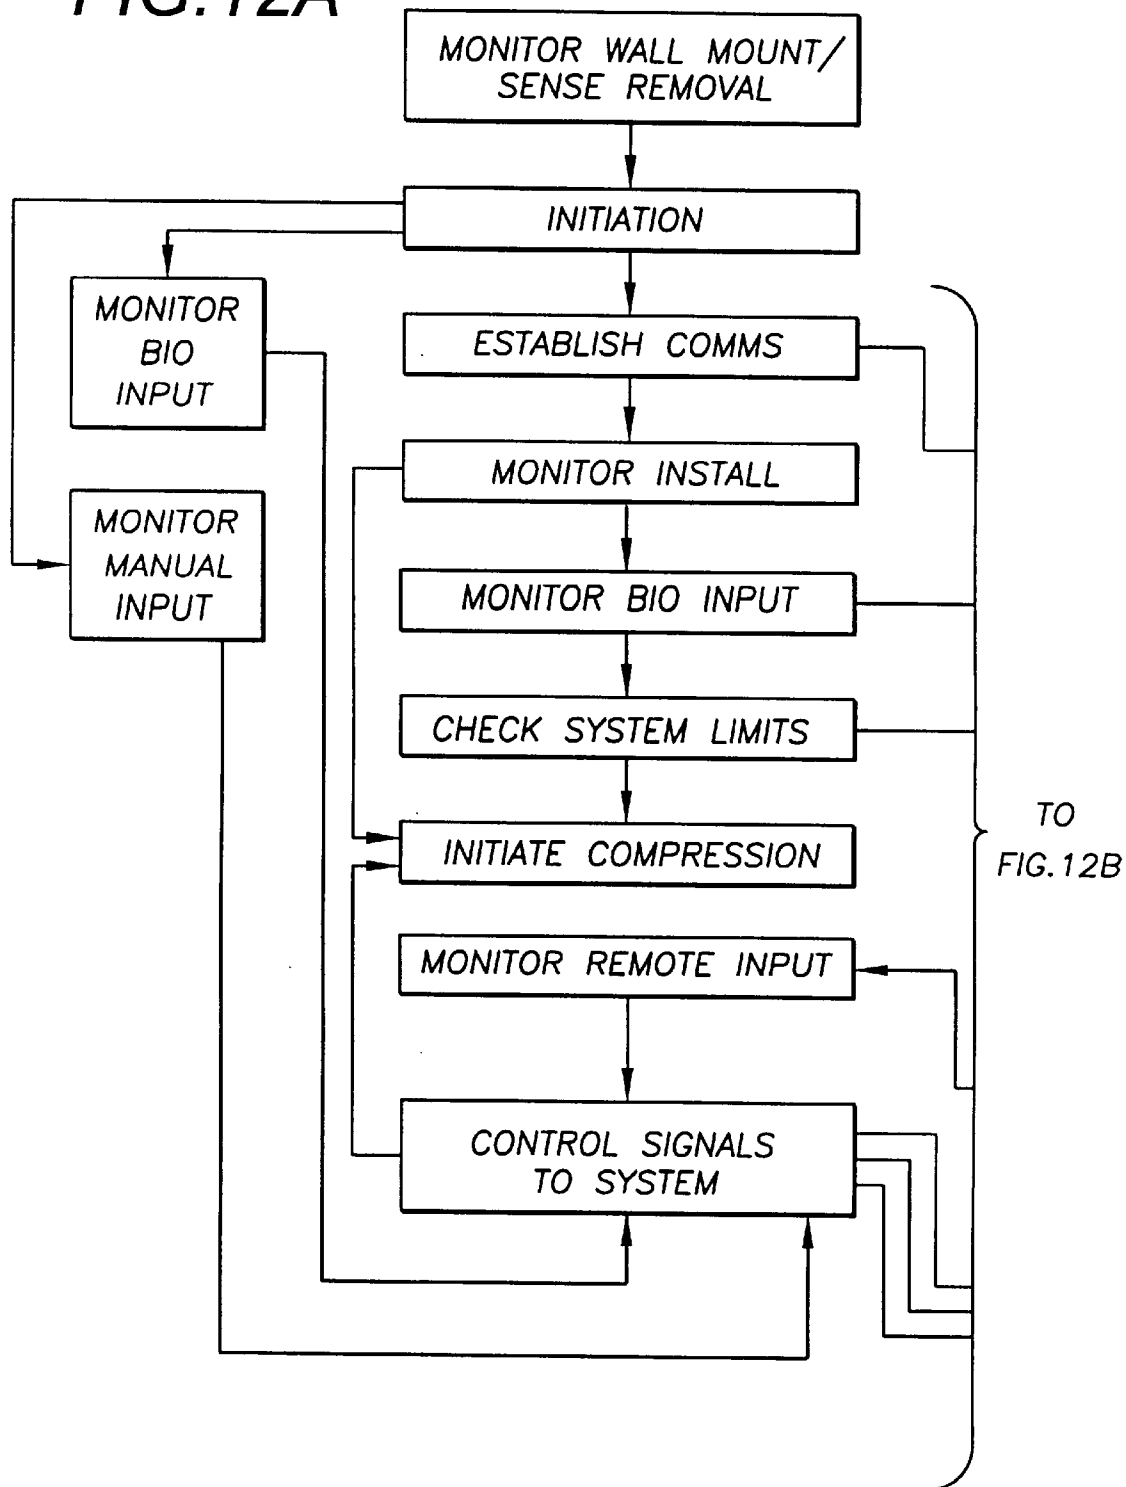 FIG.12A
MONITOR WALL MOUNT/
SENSE REMOVAL
INITIATION
MONITOR
BIO
INPUT
ESTABLISH COMMS
MONITOR INSTALL
MONITOR
MANUAL
INPUT
MONITOR BIO INPUT
CHECK SYSTEM LIMITS
INITIATE COMPRESSION
TO
FIG.12B
MONITOR REMOTE INPUT
CONTROL SIGNALS
TO SYSTEM